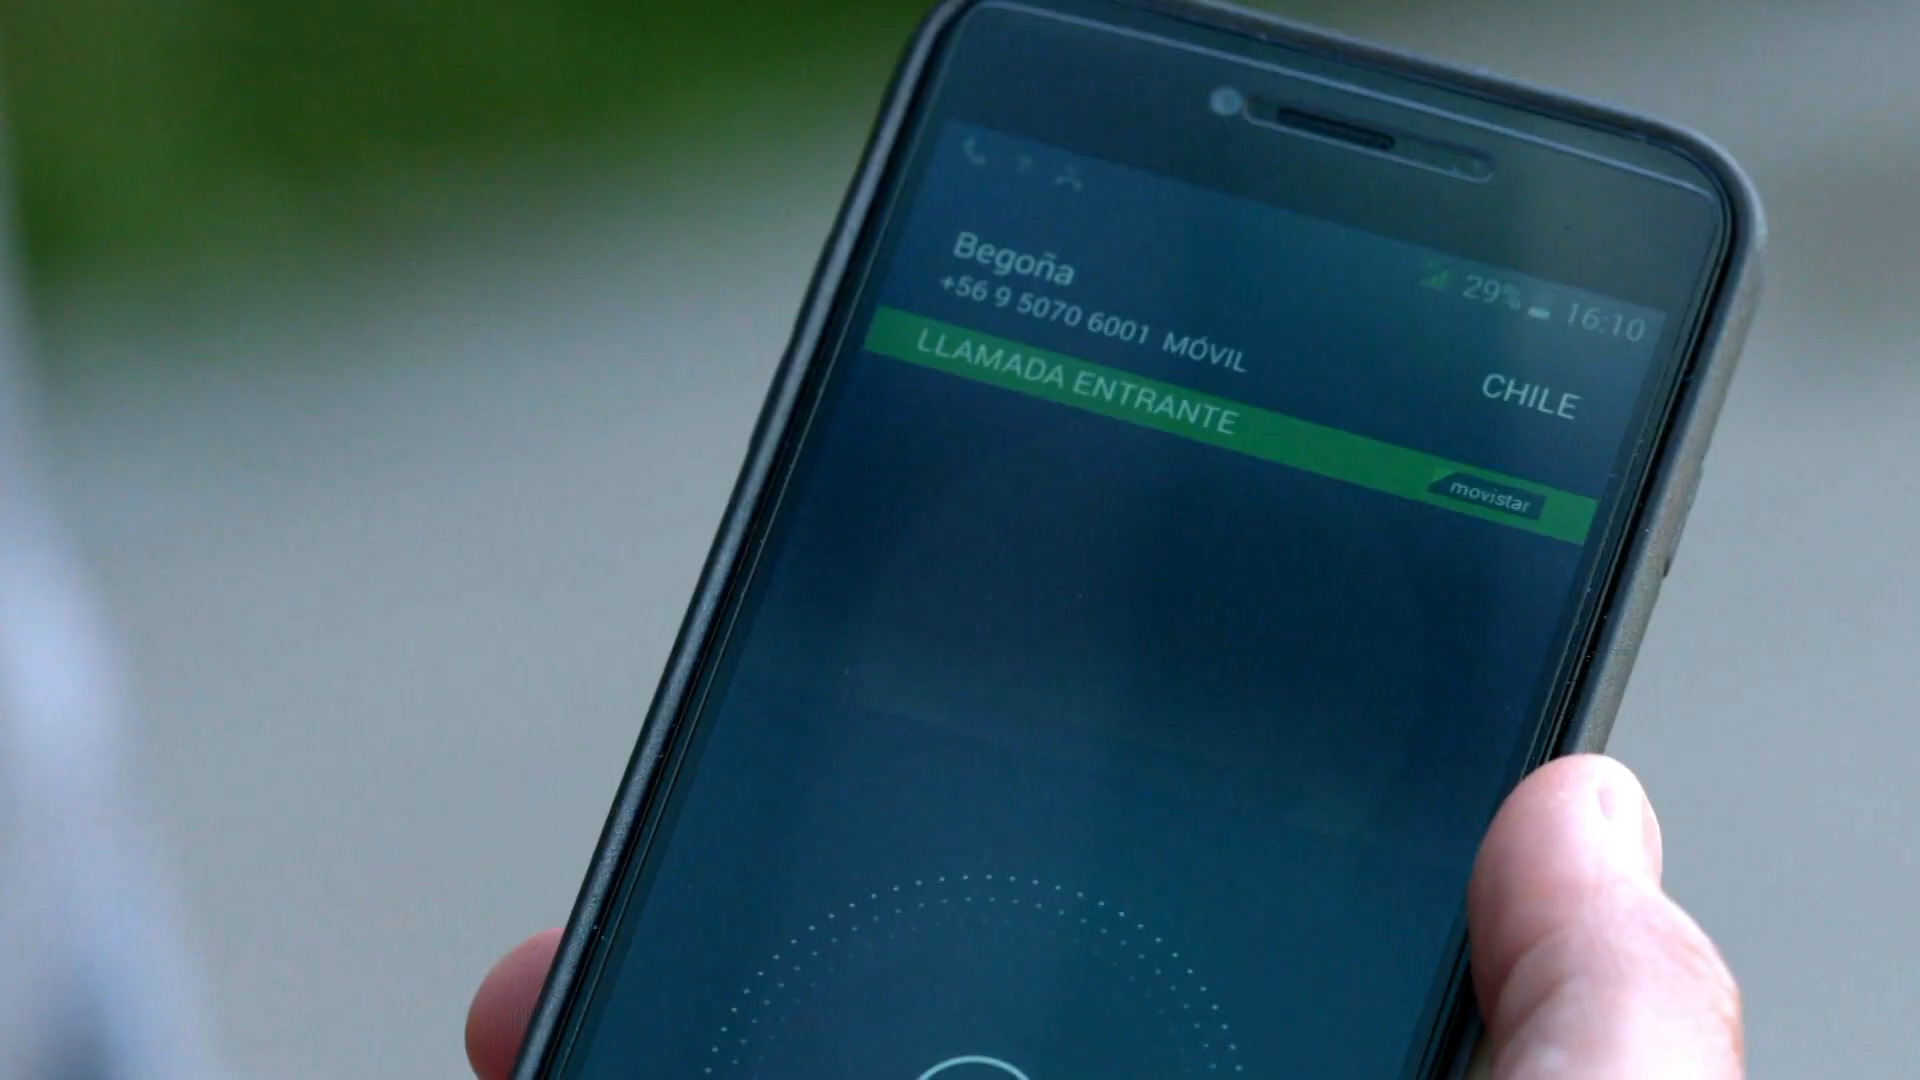 29% 16:10
Begoña
+56 9 5070 6001 MÓVIL
CHILE
LLAMADA ENTRANTE
movistar